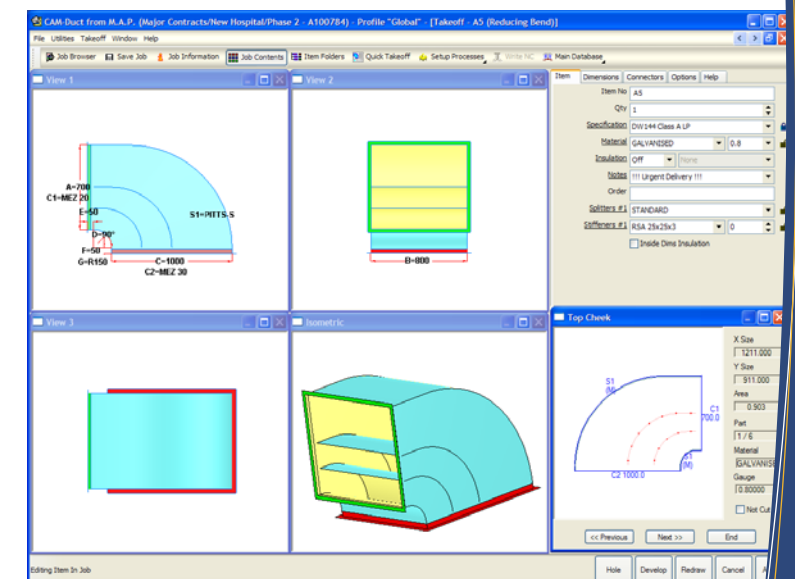 CAM-Duct from M.A.P. (Major Contracts/New Hospital/Phase 2 - A100784) - Profile "Global" - [Takeoff - A5 (Reducing Bend)]
File Utilities Takeoff Window Help
Job Browser Save Job Job Information Job Contents Item Folders Quick Takeoff Setup Processes Write NC Main Database
View 1
A=700
C1=MEZ 20
E=50
S1=PITTS-S
D=90°
F=50
G=R150
C=1000
C2=MEZ 30
View 2
B=800
Item Dimensions Connectors Options Help
Item No A5
Qty 1
Specification DW144 Class A LP
Material GALVANISED 0.8
Insulation Off None
Notes !!! Urgent Delivery !!!
Order
Splitters #1 STANDARD
Stiffeners #1 RSA 25x25x3 0
Inside Dims Insulation
View 3
Isometric
Top Cheek
S1
(M)
C1
700.0
S1
(M)
C2 1000.0
X Size
1211.000
Y Size
911.000
Area
0.903
Part
1 / 6
Material
GALVANISE
Gauge
0.80000
Not Cut
<< Previous Next >> End
Editing Item In Job
Hole Develop Redraw Cancel